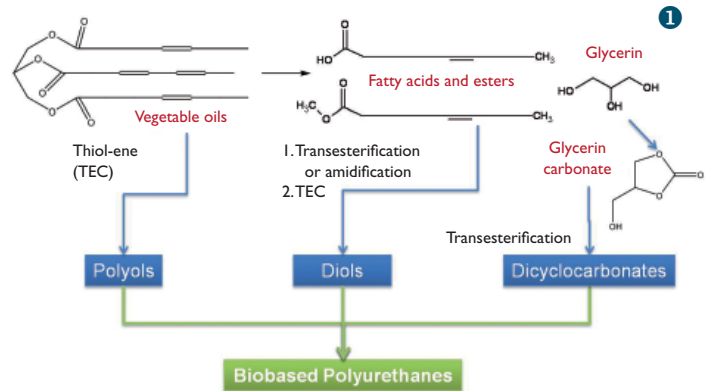 1
O
O
O
O
O
O
Vegetable oils
O
HO
CH₃
Fatty acids and esters
H₃C
O
O
CH₃
Glycerin
HO
OH
OH
Thiol-ene
(TEC)
1. Transesterification
or amidification
2. TEC
Glycerin
carbonate
O
O
O
OH
Transesterification
Polyols
Diols
Dicyclocarbonates
Biobased Polyurethanes